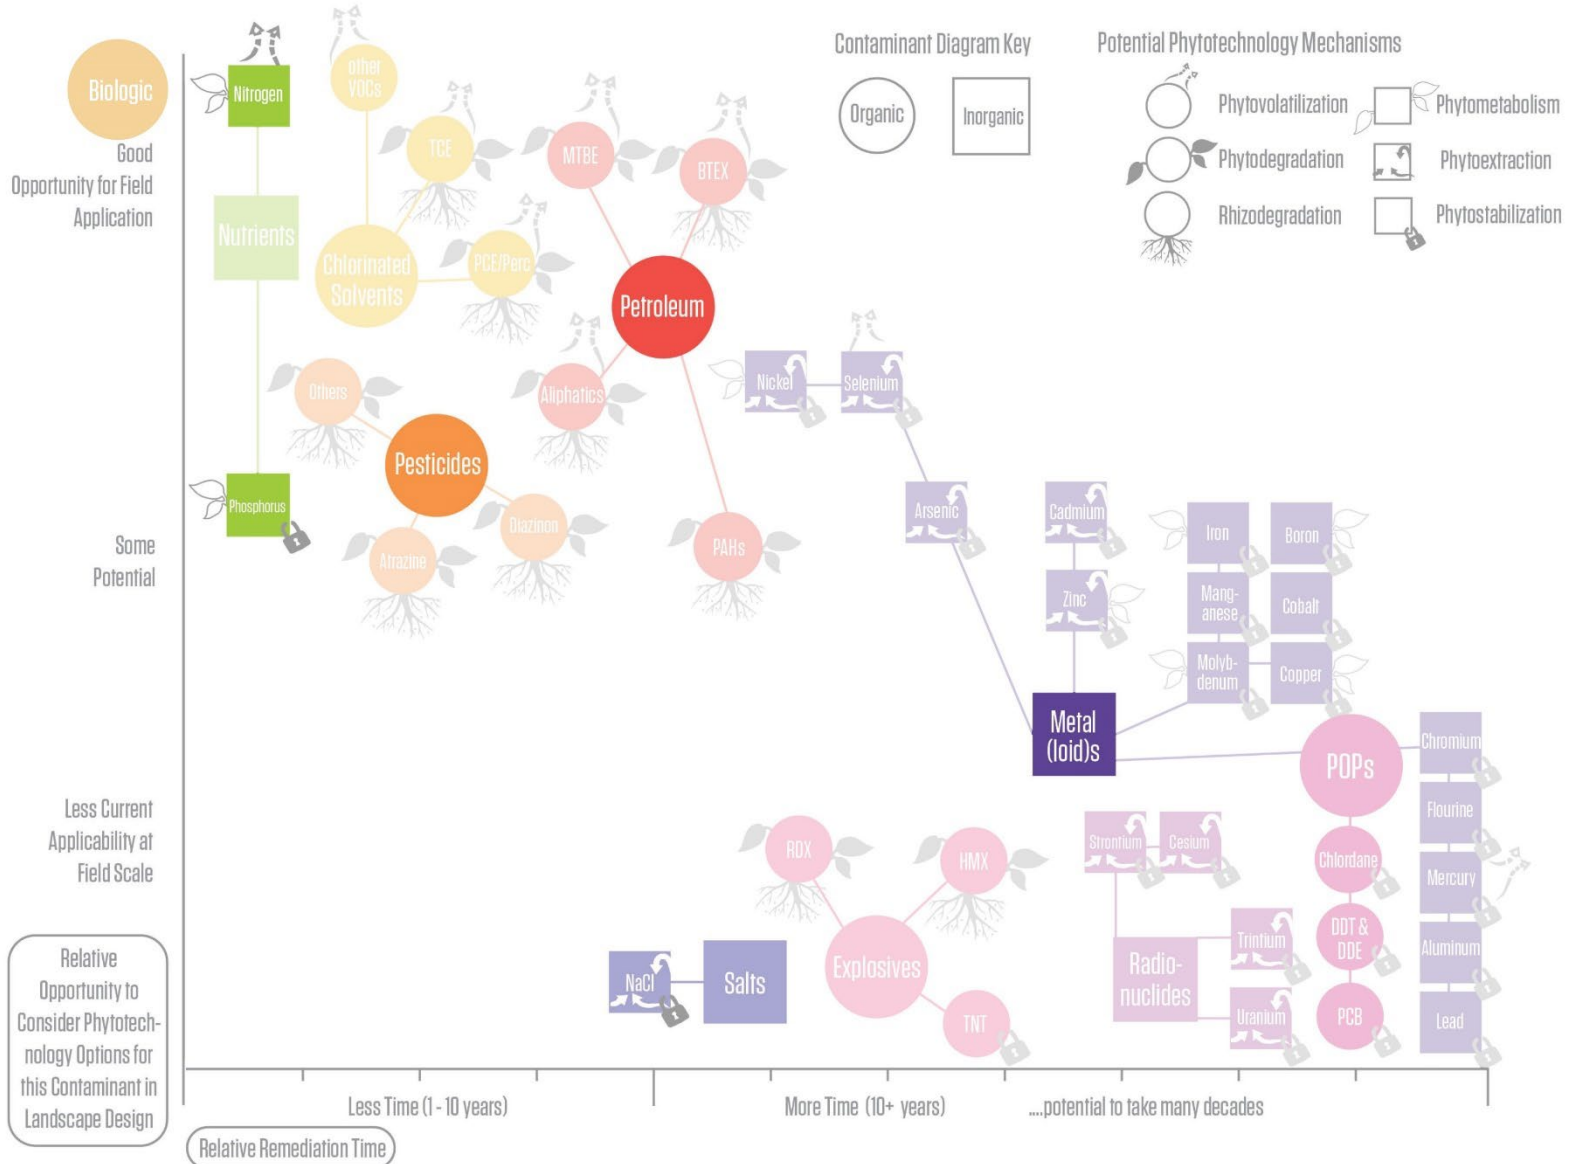 Contaminant Diagram Key
Organic
Inorganic
Potential Phytotechnology Mechanisms
Phytovolatilization
Phytometabolism
Phytodegradation
Phytoextraction
Rhizodegradation
Phytostabilization
Biologic
Good
Opportunity for Field
Application
Some
Potential
Less Current
Applicability at
Field Scale
Relative
Opportunity to
Consider Phytotech-
nology Options for
this Contaminant in
Landscape Design
Nitrogen
Nutrients
Phosphorus
other
VOCs
TCE
Chlorinated
Solvents
PCE/Perc
MTBE
BTEX
Petroleum
Aliphatics
PAHs
Others
Pesticides
Diazinon
Atrazine
Nickel
Selenium
Arsenic
Cadmium
Zinc
Metal
(loid)s
Iron
Boron
Mang-
anese
Cobalt
Molyb-
denum
Copper
POPs
Chlordane
DDT &
DDE
PCB
Chromium
Flourine
Mercury
Aluminum
Lead
Strontium
Cesium
Radio-
nuclides
Trintium
Uranium
RDX
HMX
Explosives
TNT
NaCl
Salts
Less Time (1 - 10 years)
More Time (10+ years)
....potential to take many decades
Relative Remediation Time